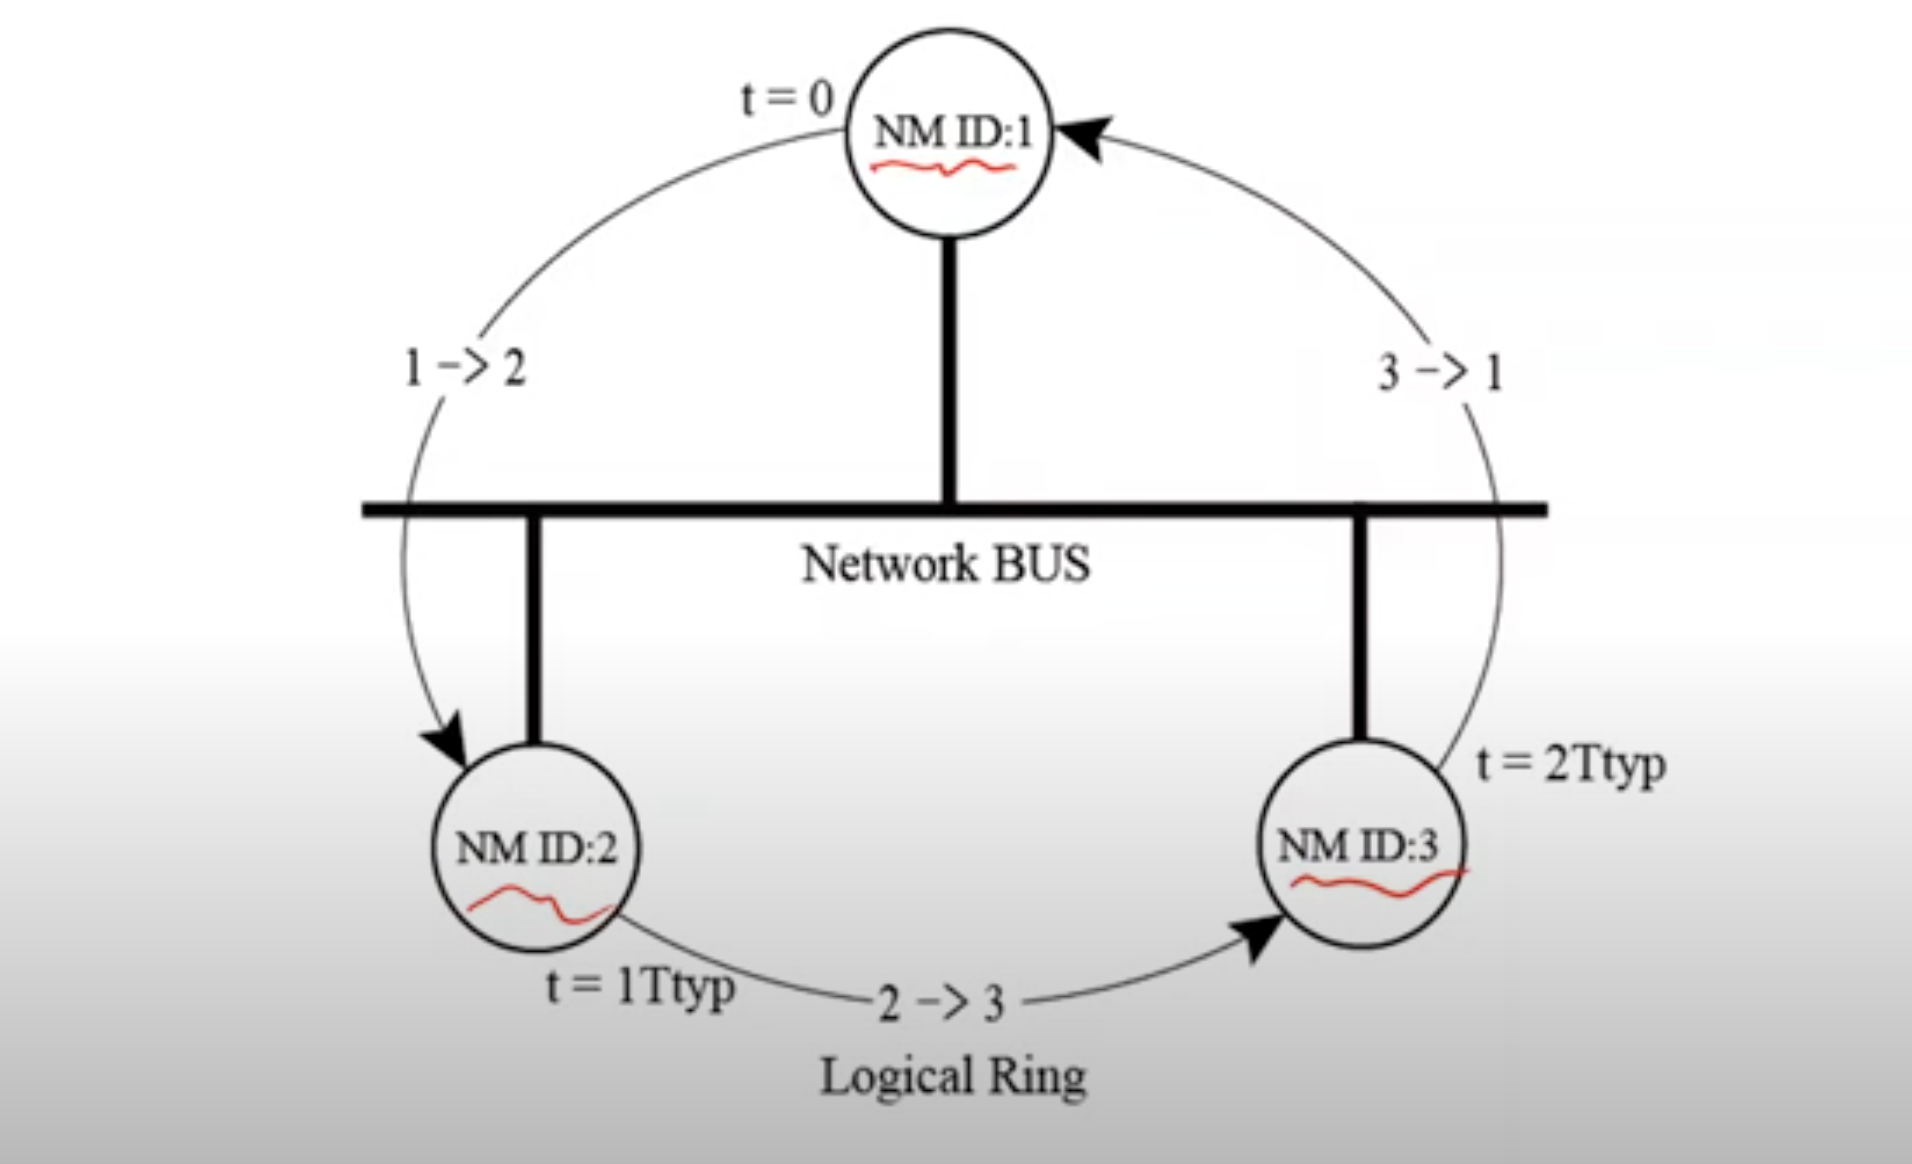 t = 0
NM ID:1
1 -> 2
3 -> 1
Network BUS
NM ID:2
NM ID:3
t = 2Ttyp
t = 1Ttyp
2 -> 3
Logical Ring